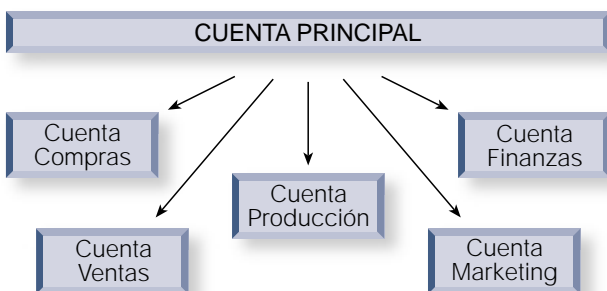 CUENTA PRINCIPAL
Cuenta
Compras
Cuenta
Finanzas
Cuenta
Producción
Cuenta
Ventas
Cuenta
Marketing